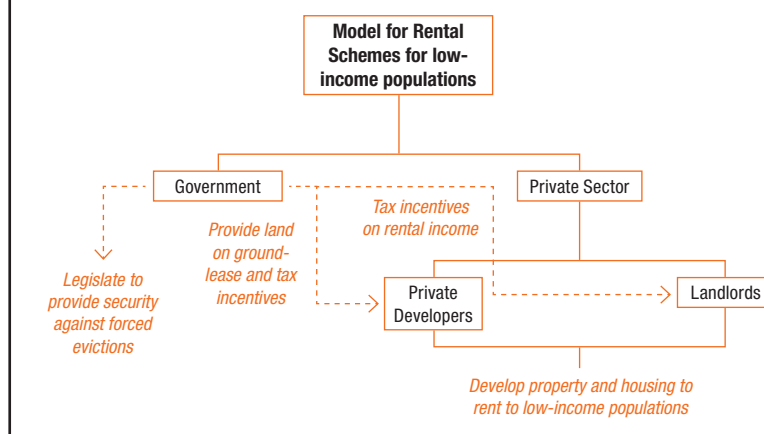 Model for Rental
Schemes for low-
income populations
Government
Private Sector
Tax incentives
on rental income
Provide land
on ground-
lease and tax
incentives
Legislate to
provide security
against forced
evictions
Private
Developers
Landlords
Develop property and housing to
rent to low-income populations